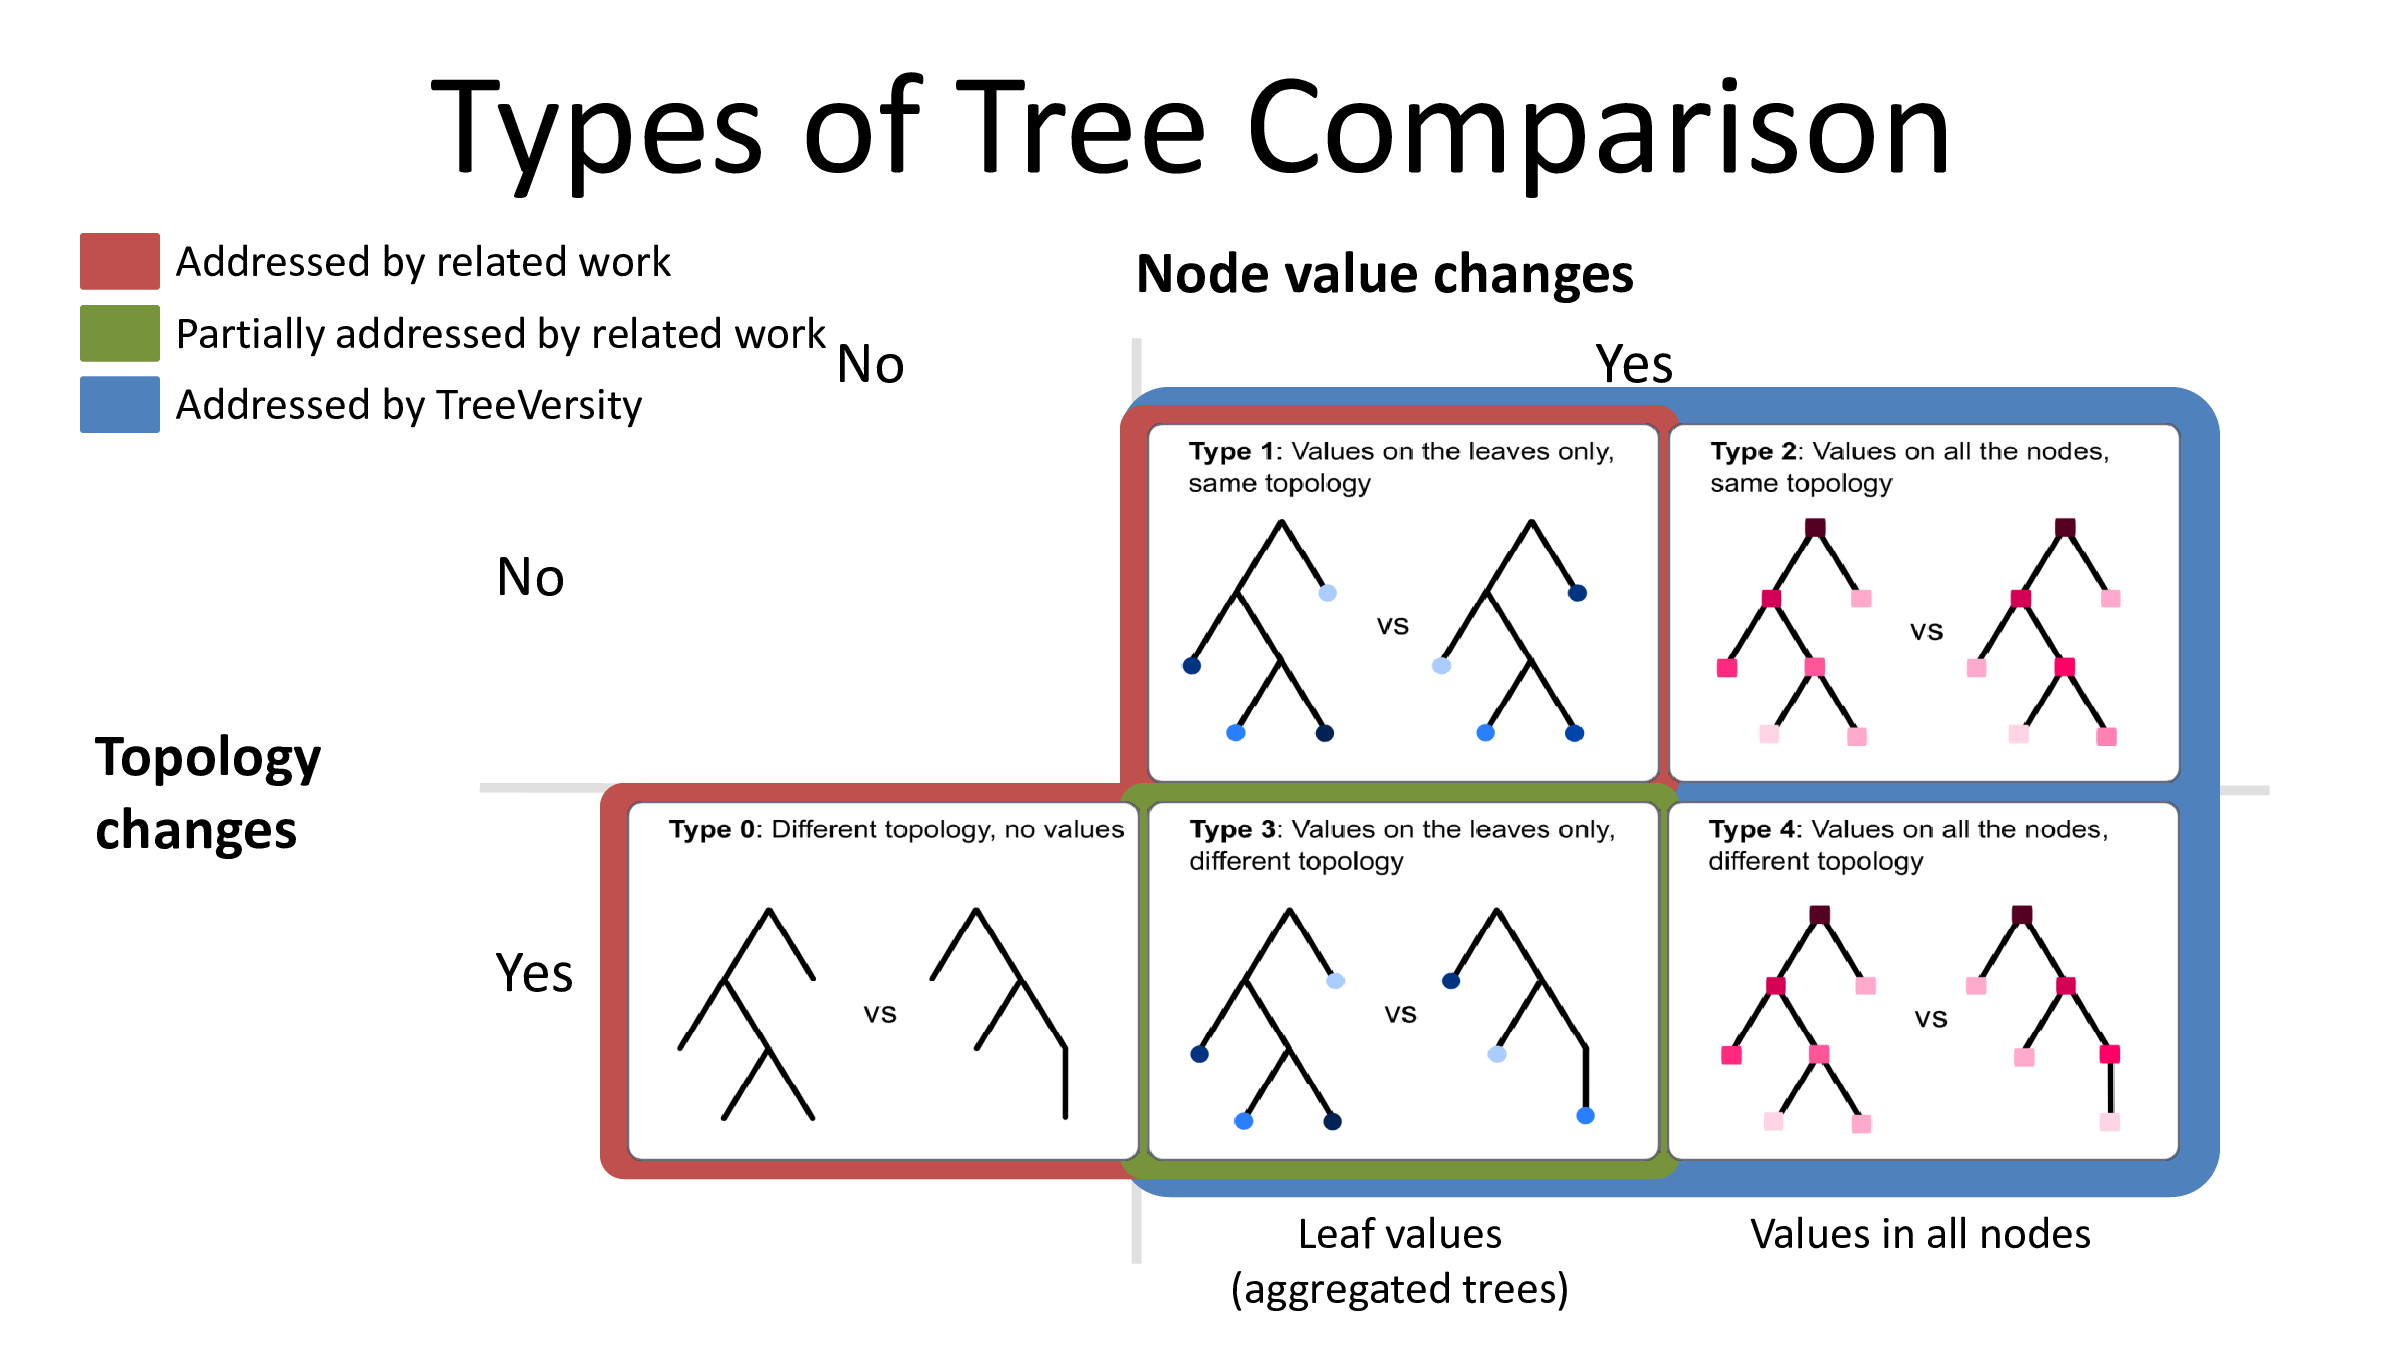 Types of Tree Comparison
Addressed by related work
Partially addressed by related work
Addressed by TreeVersity
Node value changes
No
Yes
Topology
changes
No
Yes
Type 1: Values on the leaves only,
same topology
vs
Type 2: Values on all the nodes,
same topology
vs
Type 0: Different topology, no values
vs
Type 3: Values on the leaves only,
different topology
vs
Type 4: Values on all the nodes,
different topology
vs
Leaf values
(aggregated trees)
Values in all nodes